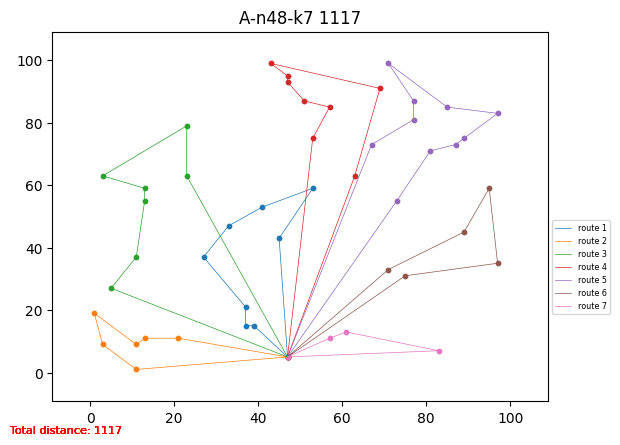 A-n48-k7 1117
100
80
60
40
20
0
0 20 40 60 80 100
route 1
route 2
route 3
route 4
route 5
route 6
route 7
Total distance: 1117